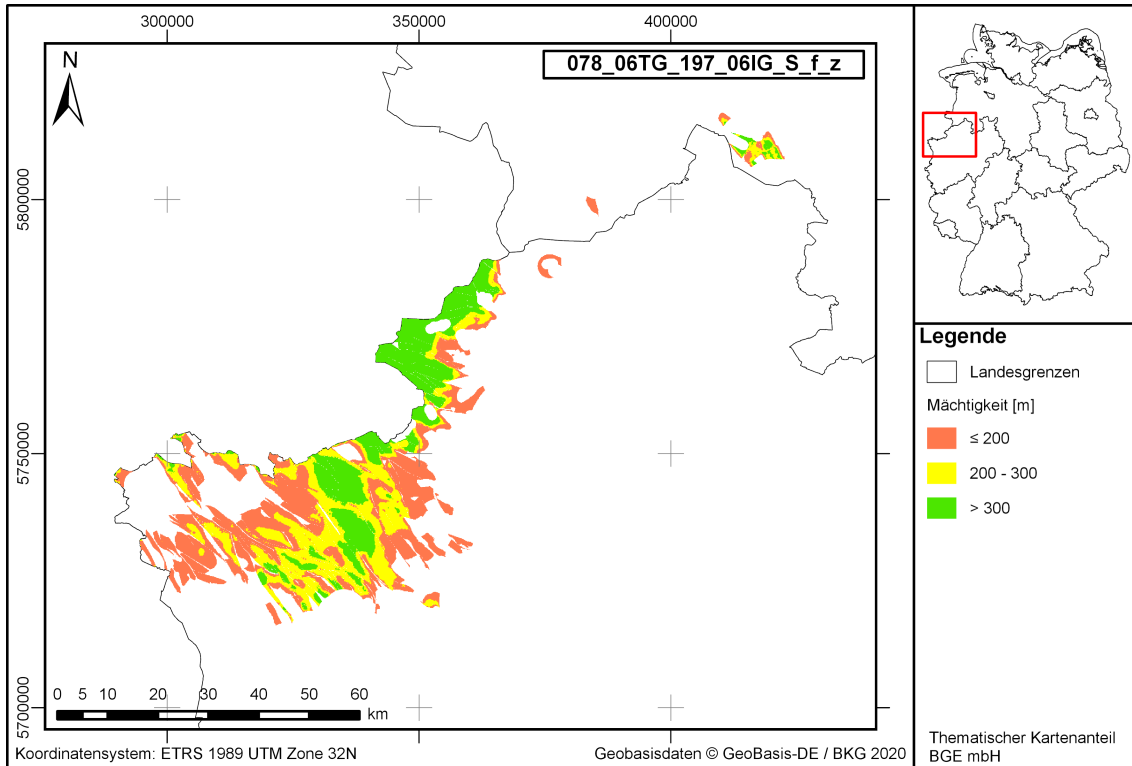 300000 350000 400000
078_06TG_197_06IG_S_f_z
N
5800000
5750000
5700000
0 5 10 20 30 40 50 60
km
Koordinatensystem: ETRS 1989 UTM Zone 32N
Geobasisdaten © GeoBasis-DE / BKG 2020
Legende
Landesgrenzen
Mächtigkeit [m]
≤ 200
200 - 300
> 300
Thematischer Kartenanteil
BGE mbH